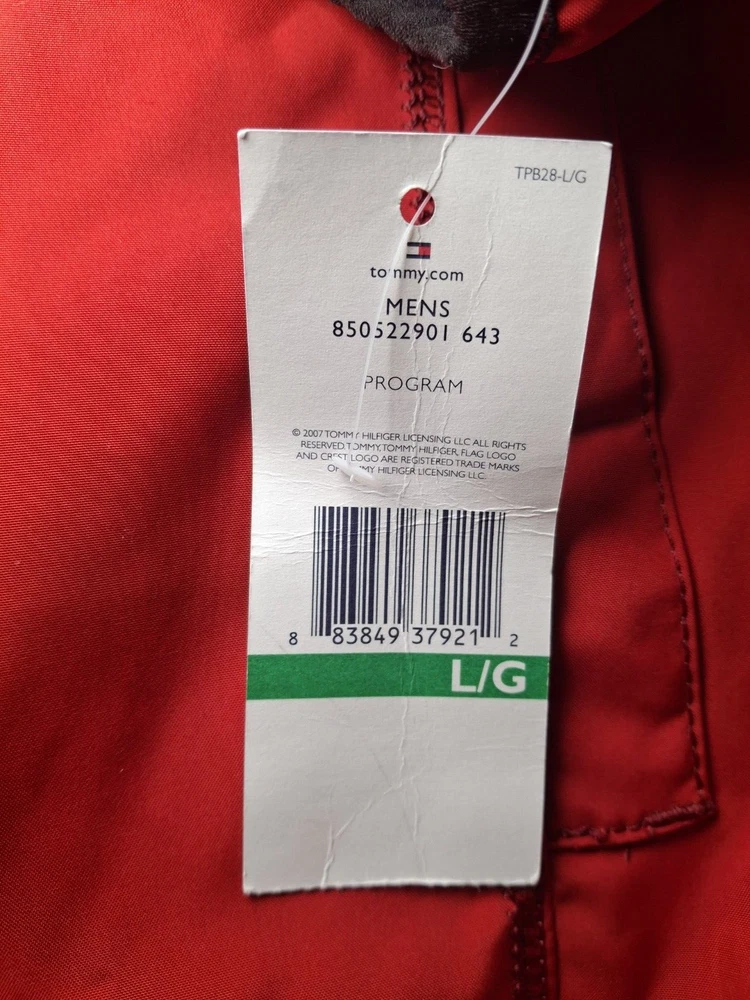 TPB28-L/G
tommy.com
MENS
850522901 643
PROGRAM
© 2007 TOMMY HILFIGER LICENSING LLC ALL RIGHTS
RESERVED. TOMMY, TOMMY HILFIGER, FLAG LOGO
AND CREST LOGO ARE REGISTERED TRADE MARKS
OF TOMMY HILFIGER LICENSING LLC.
8 83849 37921 2
L/G